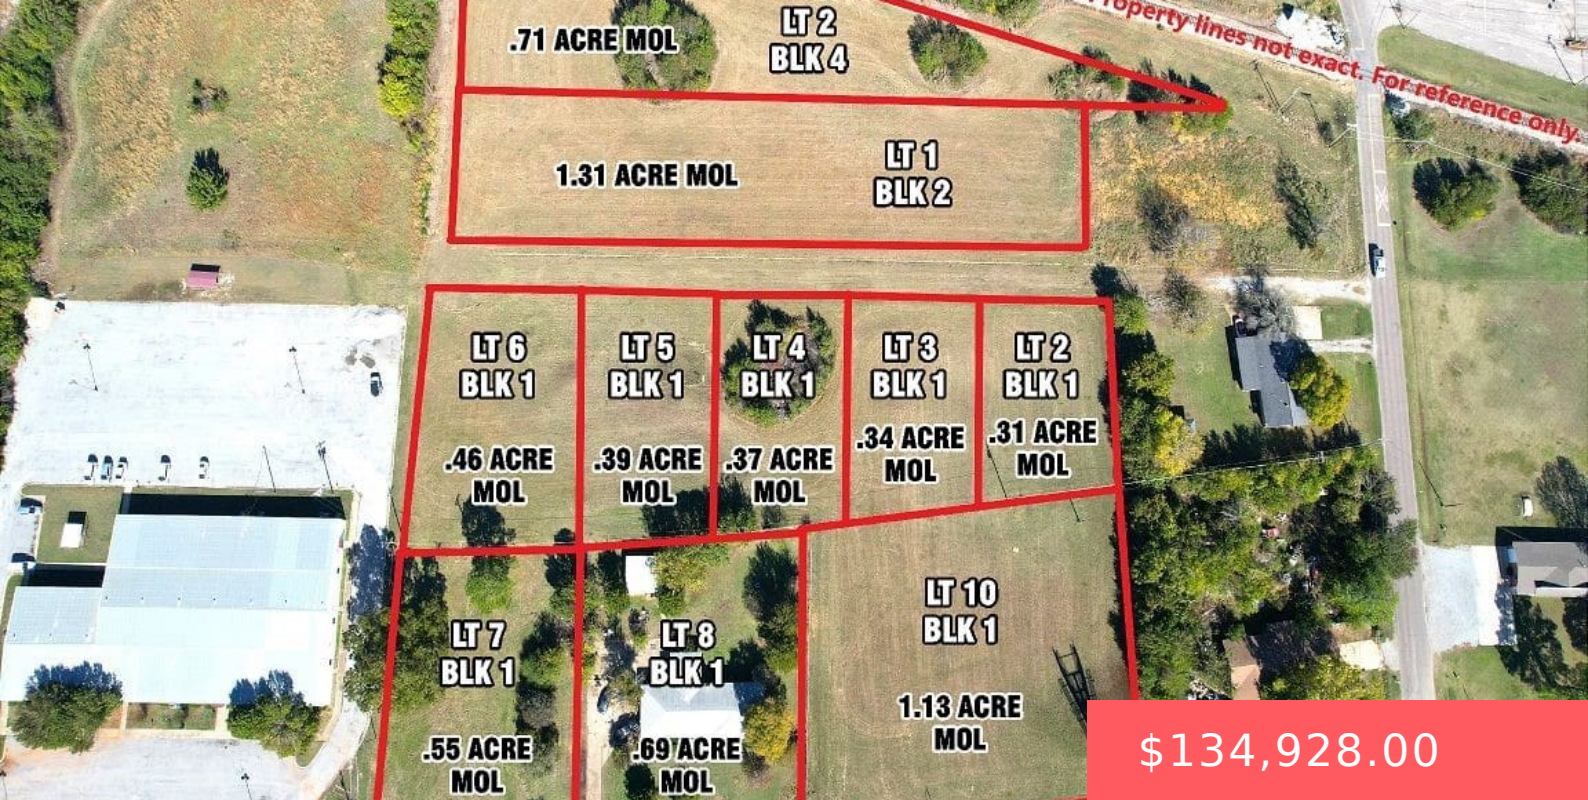 .71 ACRE MOL
LT 2
BLK 4
Property lines not exact. For reference only.
1.31 ACRE MOL
LT 1
BLK 2
LT 6
BLK 1
.46 ACRE
MOL
LT 5
BLK 1
.39 ACRE
MOL
LT 4
BLK 1
.37 ACRE
MOL
LT 3
BLK 1
.34 ACRE
MOL
LT 2
BLK 1
.31 ACRE
MOL
LT 7
BLK 1
.55 ACRE
MOL
LT 8
BLK 1
.69 ACRE
MOL
LT 10
BLK 1
1.13 ACRE
MOL
$134,928.00